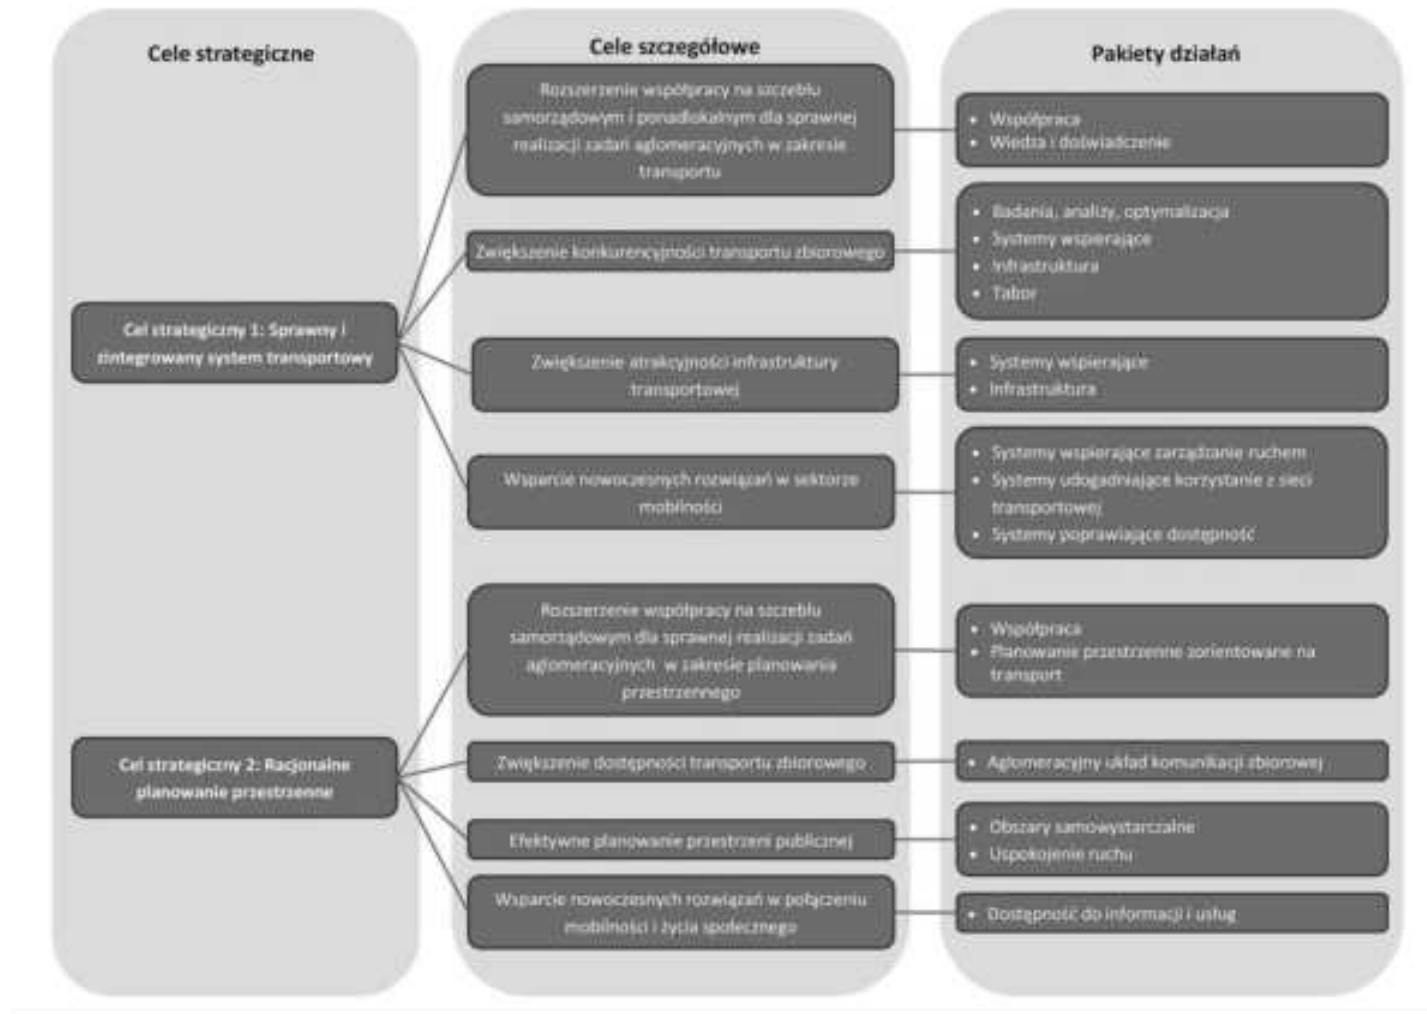 Cele strategiczne
Cel strategiczny 1: Sprawny i
zintegrowany system transportowy
Cel strategiczny 2: Racjonalne
planowanie przestrzenne
Cele szczegółowe
Rozszerzenie współpracy na szczeblu
samorządowym i ponadlokalnym dla sprawnej
realizacji zadań aglomeracyjnych w zakresie
transportu
Zwiększenie konkurencyjności transportu zbiorowego
Zwiększenie atrakcyjności infrastruktury
transportowej
Wsparcie nowoczesnych rozwiązań w sektorze
mobilności
Rozszerzenie współpracy na szczeblu
samorządowym dla sprawnej realizacji zadań
aglomeracyjnych w zakresie planowania
przestrzennego
Zwiększenie dostępności transportu zbiorowego
Efektywne planowanie przestrzeni publicznej
Wsparcie nowoczesnych rozwiązań w połączeniu
mobilności i życia społecznego
Pakiety działań
• Współpraca
• Wiedza i doświadczenie
• Badania, analizy, optymalizacja
• Systemy wspierające
• Infrastruktura
• Tabor
• Systemy wspierające
• Infrastruktura
• Systemy wspierające zarządzanie ruchem
• Systemy udogadniające korzystanie z sieci
transportowej
• Systemy poprawiające dostępność
• Współpraca
• Planowanie przestrzenne zorientowane na
transport
• Aglomeracyjny układ komunikacji zbiorowej
• Obszary samowystarczalne
• Uspokojenie ruchu
• Dostępność do informacji i usług